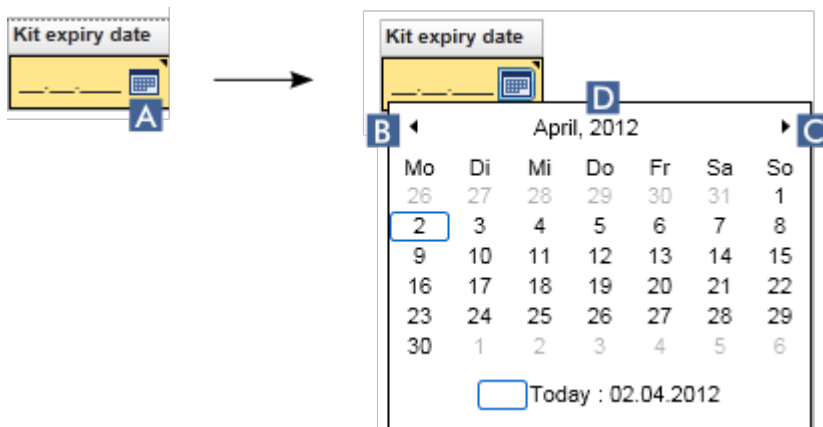 Kit expiry date
__.__.____
A
Kit expiry date
__.__.____
D
B April, 2012 C
Mo Di Mi Do Fr Sa So
26 27 28 29 30 31 1
2 3 4 5 6 7 8
9 10 11 12 13 14 15
16 17 18 19 20 21 22
23 24 25 26 27 28 29
30 1 2 3 4 5 6
Today : 02.04.2012